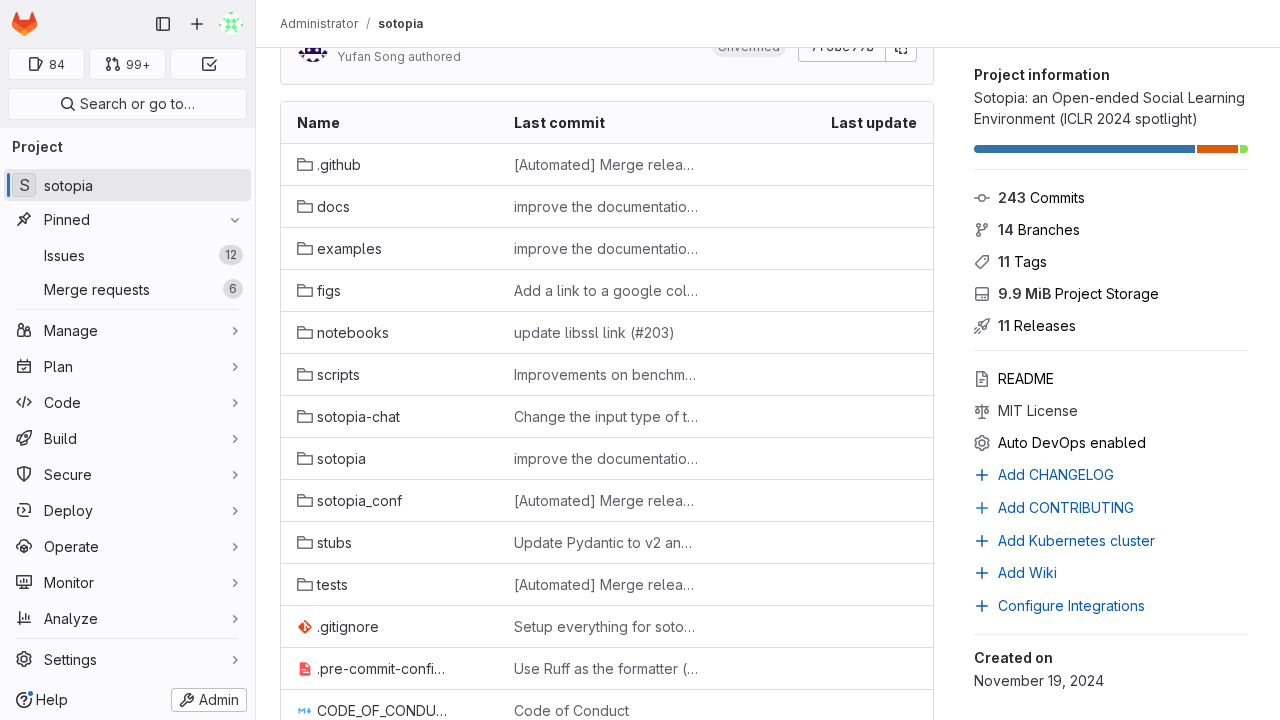 Administrator / sotopia
84
99+
Search or go to…
Project
S sotopia
Pinned
Issues 12
Merge requests 6
Manage
Plan
Code
Build
Secure
Deploy
Operate
Monitor
Analyze
Settings
Help
Admin
Yufan Song authored
Unverified
7f5be77b
Name Last commit Last update
.github [Automated] Merge relea…
docs improve the documentatio…
examples improve the documentatio…
figs Add a link to a google col…
notebooks update libssl link (#203)
scripts Improvements on benchm…
sotopia-chat Change the input type of t…
sotopia improve the documentatio…
sotopia_conf [Automated] Merge relea…
stubs Update Pydantic to v2 an…
tests [Automated] Merge relea…
.gitignore Setup everything for soto…
.pre-commit-confi… Use Ruff as the formatter (…
CODE_OF_CONDU… Code of Conduct
Project information
Sotopia: an Open-ended Social Learning
Environment (ICLR 2024 spotlight)
243 Commits
14 Branches
11 Tags
9.9 MiB Project Storage
11 Releases
README
MIT License
Auto DevOps enabled
Add CHANGELOG
Add CONTRIBUTING
Add Kubernetes cluster
Add Wiki
Configure Integrations
Created on
November 19, 2024